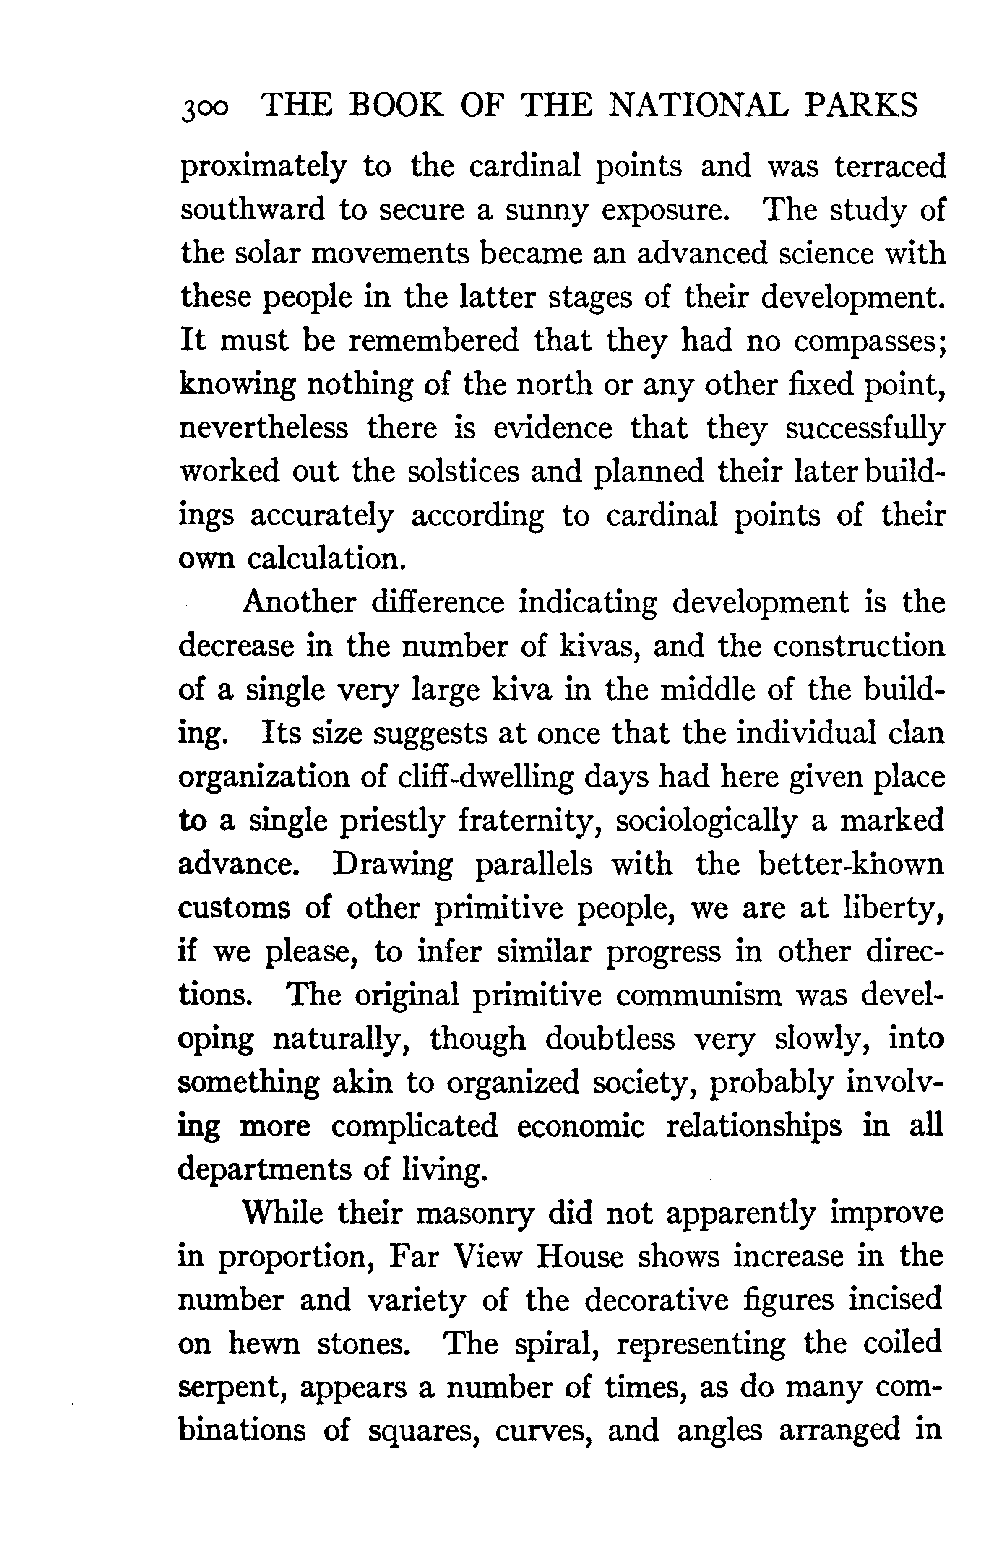 300 THE BOOK OF THE NATIONAL PARKS
proximately to the cardinal points and was terraced
southward to secure a sunny exposure. The study of
the solar movements became an advanced science with
these people in the latter stages of their development.
It must be remembered that they had no compasses;
knowing nothing of the north or any other fixed point,
nevertheless there is evidence that they successfully
worked out the solstices and planned their later build-
ings accurately according to cardinal points of their
own calculation.
Another difference indicating development is the
decrease in the number of kivas, and the construction
of a single very large kiva in the middle of the build-
ing. Its size suggests at once that the individual clan
organization of cliff-dwelling days had here given place
to a single priestly fraternity, sociologically a marked
advance. Drawing parallels with the better-known
customs of other primitive people, we are at liberty,
if we please, to infer similar progress in other direc-
tions. The original primitive communism was devel-
oping naturally, though doubtless very slowly, into
something akin to organized society, probably involv-
ing more complicated economic relationships in all
departments of living.
While their masonry did not apparently improve
in proportion, Far View House shows increase in the
number and variety of the decorative figures incised
on hewn stones. The spiral, representing the coiled
serpent, appears a number of times, as do many com-
binations of squares, curves, and angles arranged in